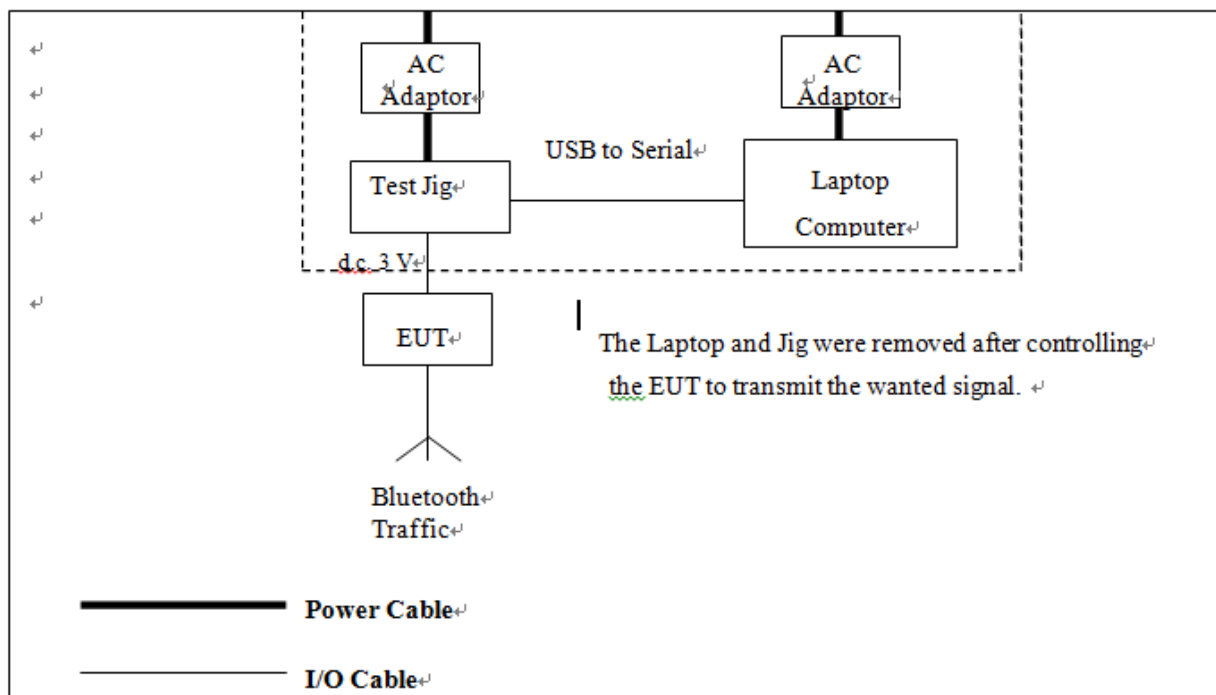 AC
Adaptor
AC
Adaptor
USB to Serial
Test Jig
Laptop
Computer
d.c. 3 V
EUT
The Laptop and Jig were removed after controlling
the EUT to transmit the wanted signal.
Bluetooth
Traffic
Power Cable
I/O Cable